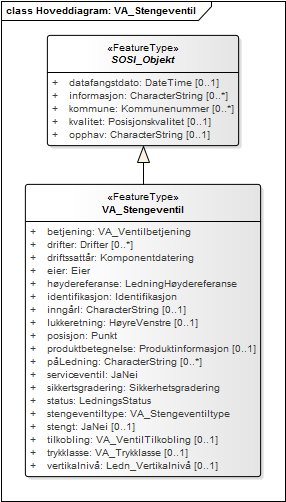 class Hoveddiagram: VA_Stengeventil
«FeatureType»
SOSI_Objekt
+ datafangstdato: DateTime [0..1]
+ informasjon: CharacterString [0..*]
+ kommune: Kommunenummer [0..*]
+ kvalitet: Posisjonskvalitet [0..1]
+ opphav: CharacterString [0..1]
«FeatureType»
VA_Stengeventil
+ betjening: VA_Ventilbetjening
+ drifter: Drifter [0..*]
+ driftssattår: Komponentdatering
+ eier: Eier
+ høydereferanse: LedningHøydereferanse
+ identifikasjon: Identifikasjon
+ inngårI: CharacterString [0..1]
+ lukkeretning: HøyreVenstre [0..1]
+ posisjon: Punkt
+ produktbetegnelse: Produktinformasjon [0..1]
+ påLedning: CharacterString [0..*]
+ serviceventil: JaNei
+ sikkertsgradering: Sikkerhetsgradering
+ status: LedningsStatus
+ stengeventiltype: VA_Stengeventiltype
+ stengt: JaNei [0..1]
+ tilkobling: VA_VentilTilkobling [0..1]
+ trykklasse: VA_Trykklasse [0..1]
+ vertikalnivå: Ledn_Vertikalnivå [0..1]